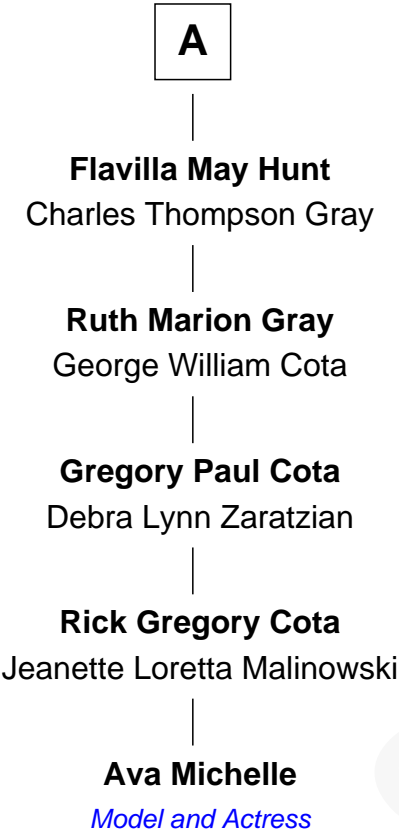 A
Flavilla May Hunt
Charles Thompson Gray
Ruth Marion Gray
George William Cota
Gregory Paul Cota
Debra Lynn Zaratzian
Rick Gregory Cota
Jeanette Loretta Malinowski
Ava Michelle
Model and Actress